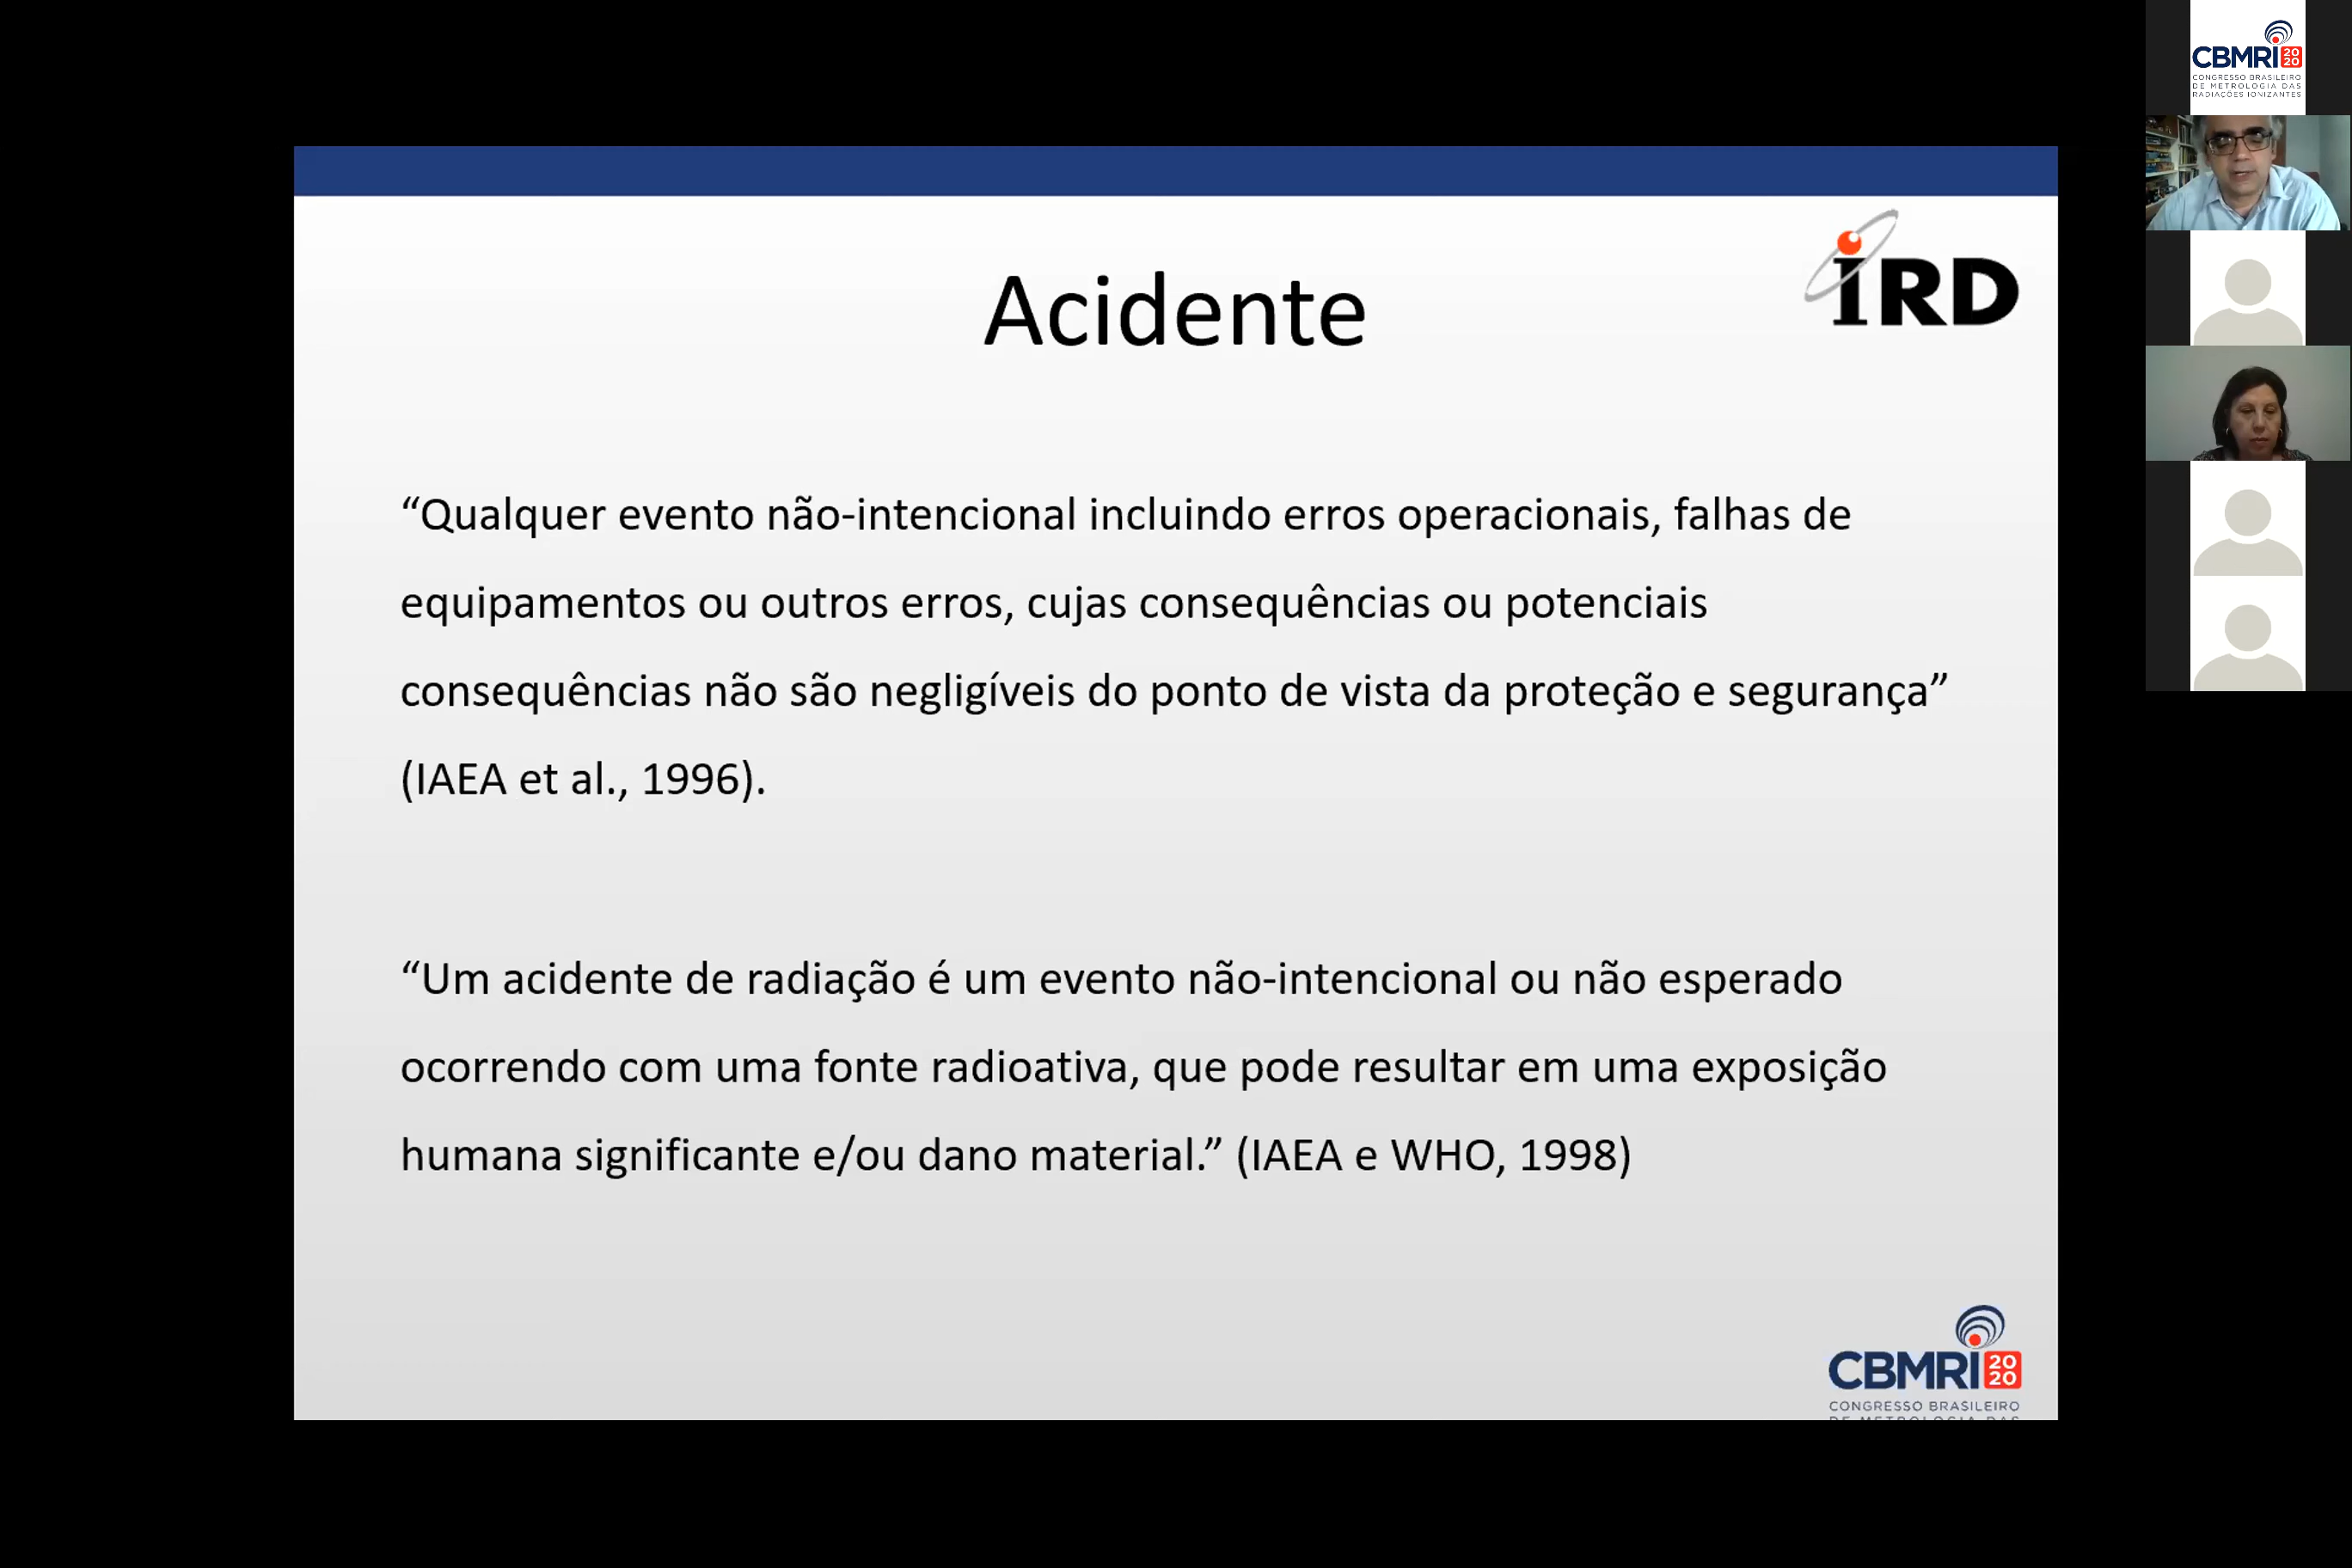 CBMRI 20 20
CONGRESSO BRASILEIRO
DE METROLOGIA DAS
RADIAÇÕES IONIZANTES
iRD
Acidente
“Qualquer evento não-intencional incluindo erros operacionais, falhas de
equipamentos ou outros erros, cujas consequências ou potenciais
consequências não são negligíveis do ponto de vista da proteção e segurança”
(IAEA et al., 1996).
“Um acidente de radiação é um evento não-intencional ou não esperado
ocorrendo com uma fonte radioativa, que pode resultar em uma exposição
humana significante e/ou dano material.” (IAEA e WHO, 1998)
CBMRI 20 20
CONGRESSO BRASILEIRO
DE METROLOGIA DAS